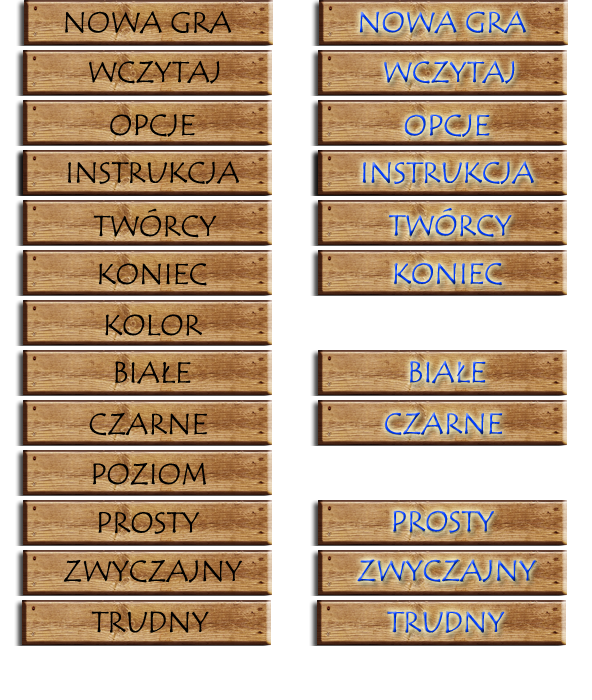 NOWA GRA NOWA GRA
WCZYTAJ WCZYTAJ
OPCJE OPCJE
INSTRUKCJA INSTRUKCJA
TWÓRCY TWÓRCY
KONIEC KONIEC
KOLOR
BIAŁE BIAŁE
CZARNE CZARNE
POZIOM
PROSTY PROSTY
ZWYCZAJNY ZWYCZAJNY
TRUDNY TRUDNY